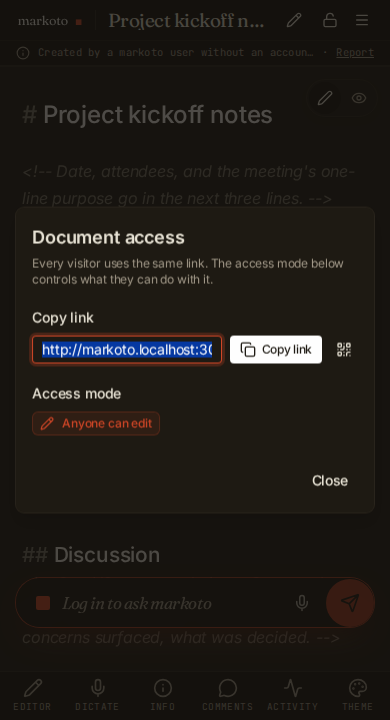 markoto
Project kickoff n...
Created by a markoto user without an accoun… · Report
# Project kickoff notes
<!-- Date, attendees, and the meeting's one-
line purpose go in the next three lines. -->
Document access
Every visitor uses the same link. The access mode below
controls what they can do with it.
Copy link
http://markoto.localhost:30
Copy link
Access mode
Anyone can edit
Close
## Discussion
Log in to ask markoto
concerns surfaced, what was decided. -->
EDITOR
DICTATE
INFO
COMMENTS
ACTIVITY
THEME